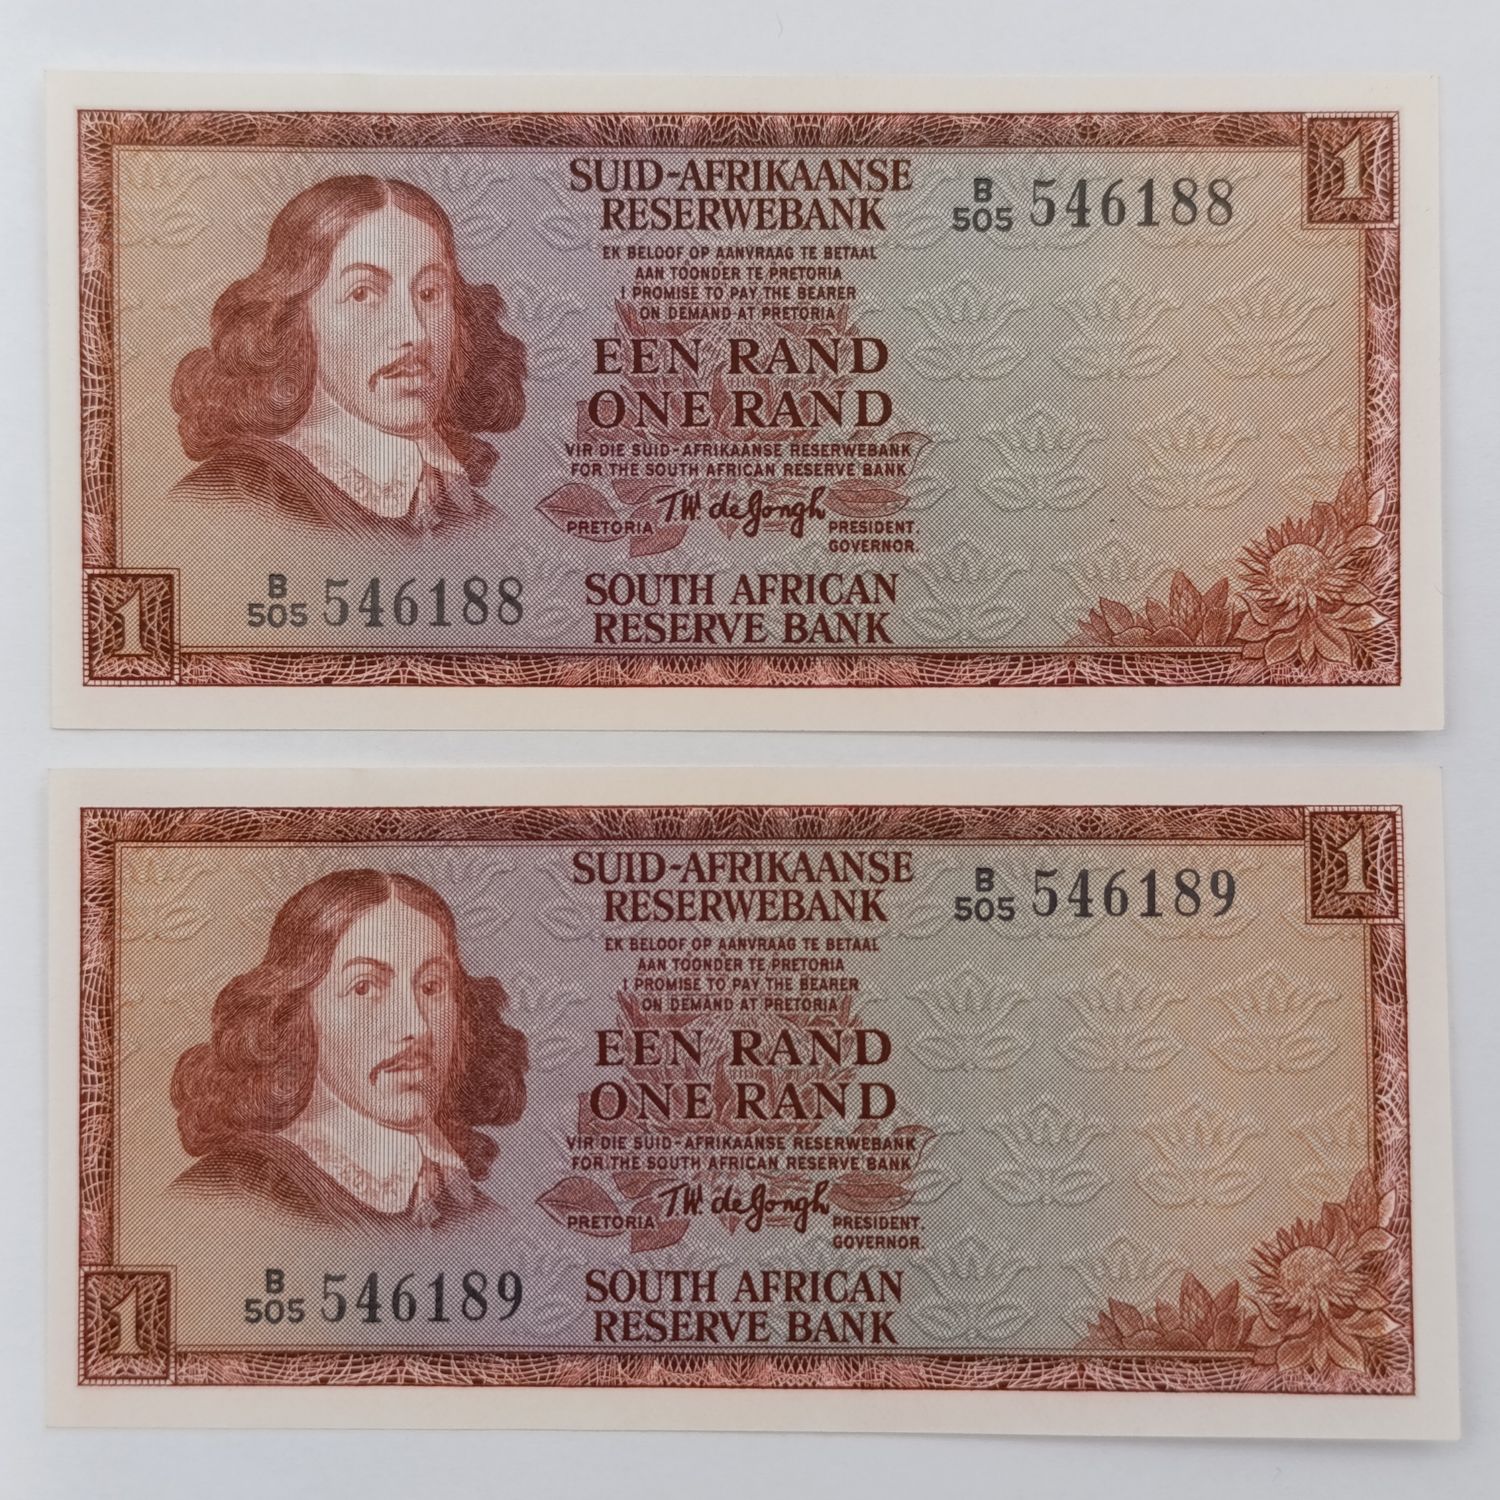 SUID-AFRIKAANSE
RESERWEBANK
B
505 546188
1
EK BELOOF OP AANVRAAG TE BETAAL
AAN TOONDER TE PRETORIA
I PROMISE TO PAY THE BEARER
ON DEMAND AT PRETORIA
EEN RAND
ONE RAND
VIR DIE SUID-AFRIKAANSE RESERWEBANK
FOR THE SOUTH AFRICAN RESERVE BANK
T.W. de Jongh
PRETORIA PRESIDENT.
GOVERNOR.
1
B
505 546188
SOUTH AFRICAN
RESERVE BANK
SUID-AFRIKAANSE
RESERWEBANK
B
505 546189
1
EK BELOOF OP AANVRAAG TE BETAAL
AAN TOONDER TE PRETORIA
I PROMISE TO PAY THE BEARER
ON DEMAND AT PRETORIA
EEN RAND
ONE RAND
VIR DIE SUID-AFRIKAANSE RESERWEBANK
FOR THE SOUTH AFRICAN RESERVE BANK
T.W. de Jongh
PRETORIA PRESIDENT.
GOVERNOR.
1
B
505 546189
SOUTH AFRICAN
RESERVE BANK